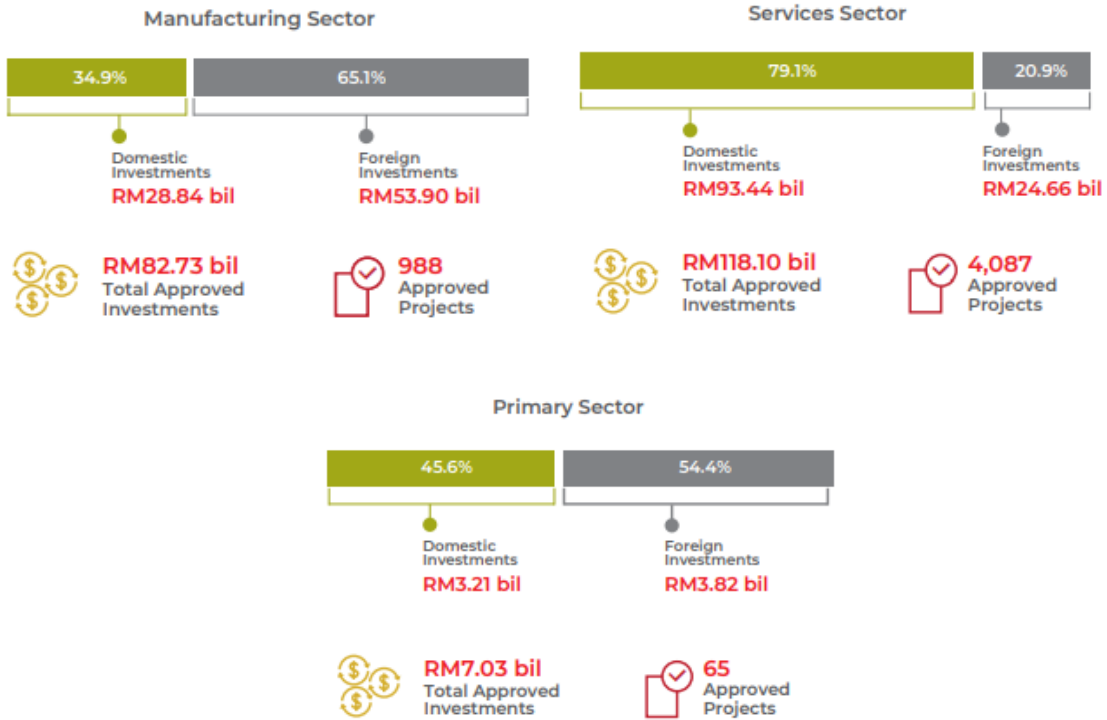 Manufacturing Sector
34.9%
65.1%
Domestic
Investments
RM28.84 bil
Foreign
Investments
RM53.90 bil
RM82.73 bil
Total Approved
Investments
988
Approved
Projects
Services Sector
79.1%
20.9%
Domestic
Investments
RM93.44 bil
Foreign
Investments
RM24.66 bil
RM118.10 bil
Total Approved
Investments
4,087
Approved
Projects
Primary Sector
45.6%
54.4%
Domestic
Investments
RM3.21 bil
Foreign
Investments
RM3.82 bil
RM7.03 bil
Total Approved
Investments
65
Approved
Projects